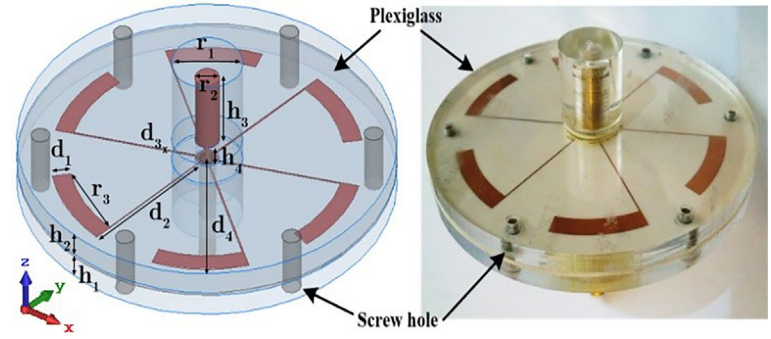 Plexiglass
r₁
r₂
h₃
d₃
h₄
d₁
r₃
d₂
d₄
h₂
h₁
z
y
x
Screw hole